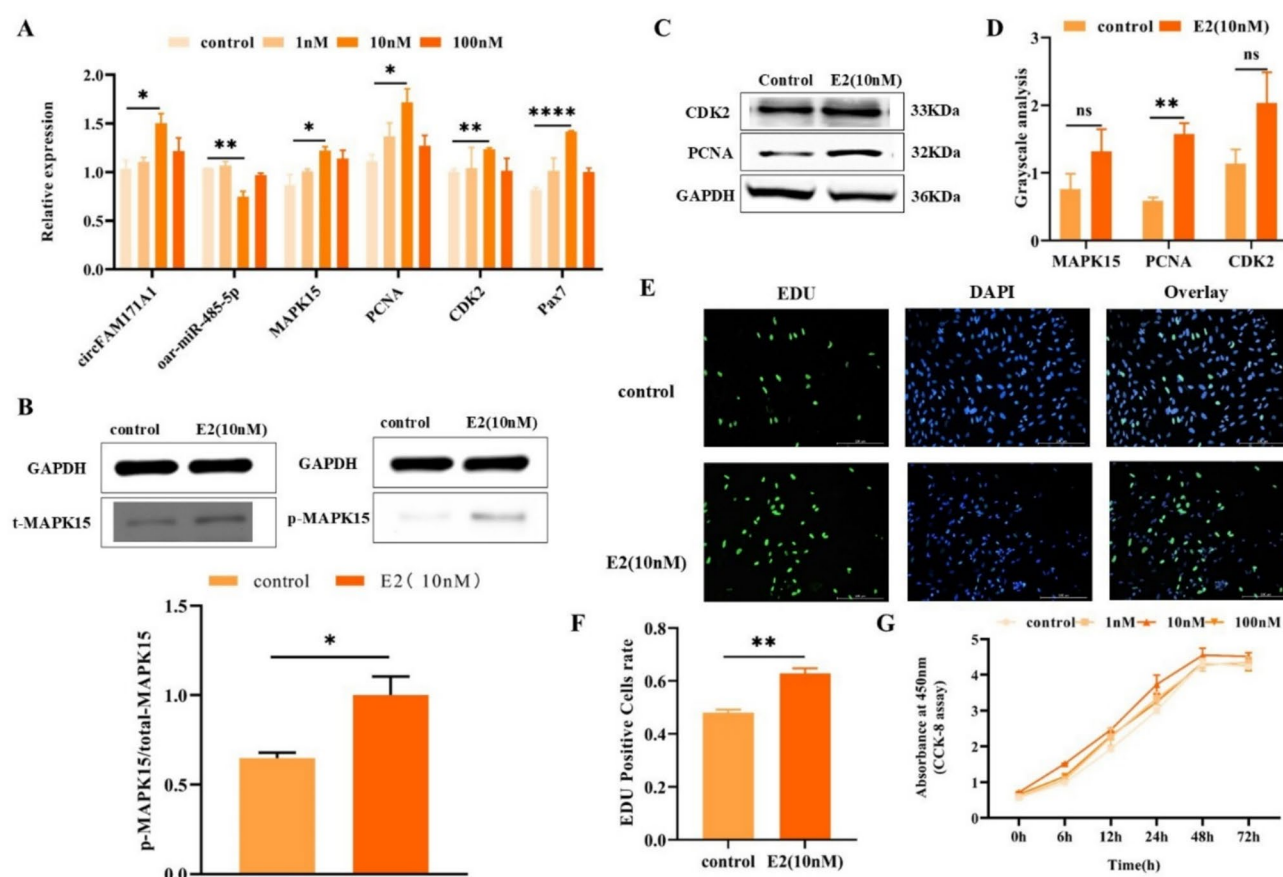 A
control 1nM 10nM 100nM
Relative expression
2.0
1.5
1.0
0.5
0.0
* ** * * ** ****
circFAM171A1
oar-miR-485-5p
MAPK15
PCNA
CDK2
Pax7
B
control E2(10nM)
GAPDH
t-MAPK15
control E2(10nM)
GAPDH
p-MAPK15
control E2( 10nM)
p-MAPK15/total-MAPK15
1.5
1.0
0.5
0.0
*
C
Control E2(10nM)
CDK2 33KDa
PCNA 32KDa
GAPDH 36KDa
D
control E2(10nM)
Grayscale analysis
3
2
1
0
ns ** ns
MAPK15 PCNA CDK2
E
EDU DAPI Overlay
control
E2(10nM)
F
EDU Positive Cells rate
0.8
0.6
0.4
0.2
0.0
**
control E2(10nM)
G
control 1nM 10nM 100nM
Absorbance at 450nm
(CCK-8 assay)
5
4
3
2
1
0
0h 6h 12h 24h 48h 72h
Time(h)